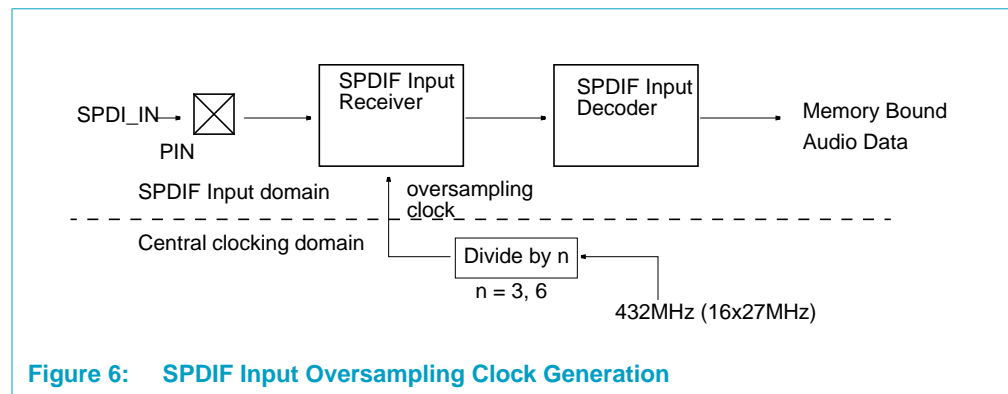 SPDIF Input
Receiver
SPDIF Input
Decoder
SPDI_IN
PIN
Memory Bound
Audio Data
SPDIF Input domain
oversampling
clock
Central clocking domain
Divide by n
n = 3, 6
432MHz (16x27MHz)
Figure 6: SPDIF Input Oversampling Clock Generation